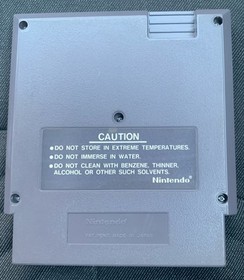 CAUTION
•DO NOT STORE IN EXTREME TEMPERATURES.
•DO NOT IMMERSE IN WATER.
•DO NOT CLEAN WITH BENZENE, THINNER,
ALCOHOL OR OTHER SUCH SOLVENTS.
Nintendo®